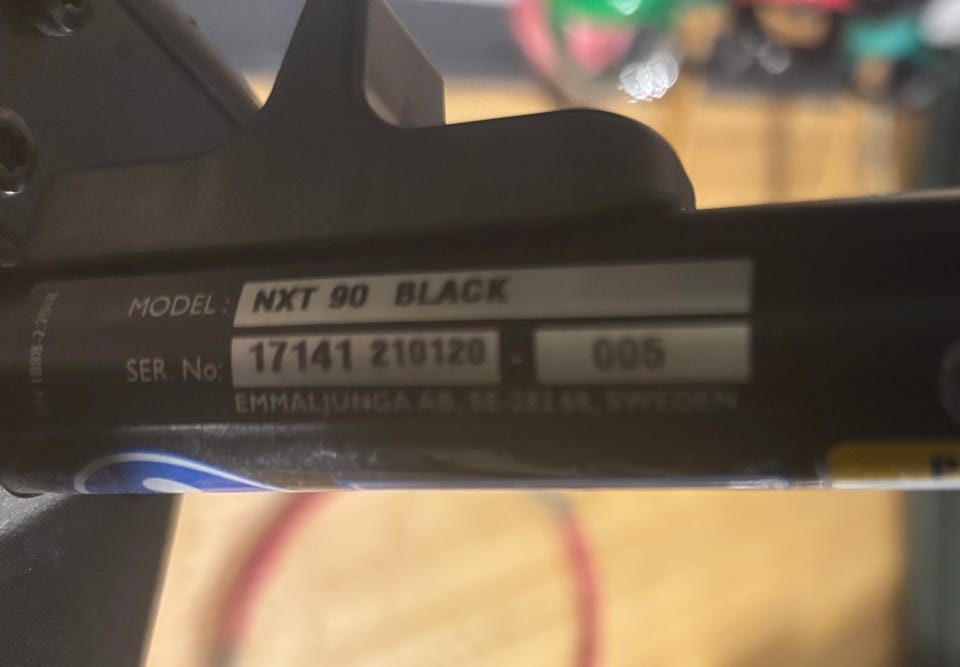 MODEL: NXT 90 BLACK
SER. No: 17141 210120 - 005
EMMALJUNGA AB, SE-282 68, SWEDEN